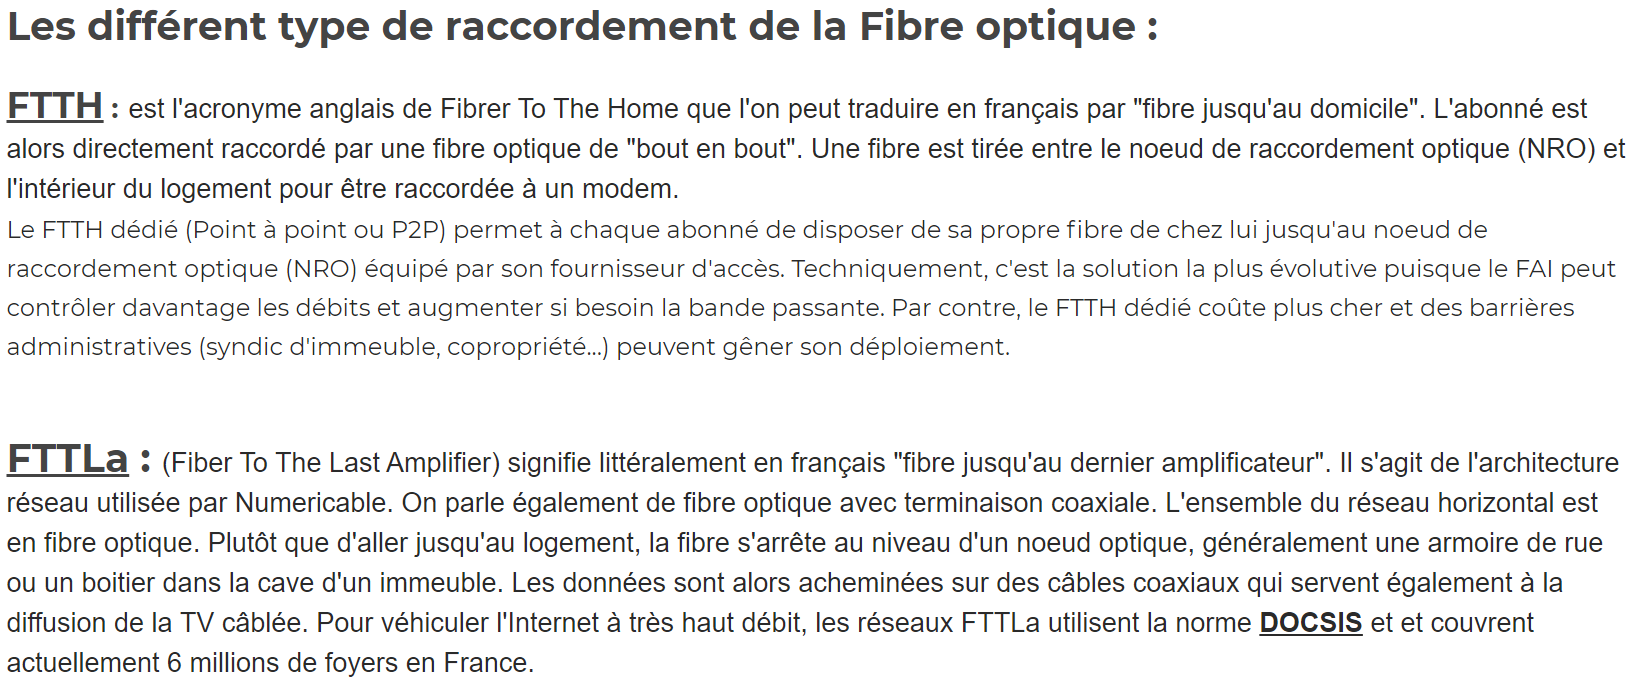 Les différent type de raccordement de la Fibre optique :
FTTH : est l'acronyme anglais de Fibrer To The Home que l'on peut traduire en français par "fibre jusqu'au domicile". L'abonné est
alors directement raccordé par une fibre optique de "bout en bout". Une fibre est tirée entre le noeud de raccordement optique (NRO) et
l'intérieur du logement pour être raccordée à un modem.
Le FTTH dédié (Point à point ou P2P) permet à chaque abonné de disposer de sa propre fibre de chez lui jusqu'au noeud de
raccordement optique (NRO) équipé par son fournisseur d'accès. Techniquement, c'est la solution la plus évolutive puisque le FAI peut
contrôler davantage les débits et augmenter si besoin la bande passante. Par contre, le FTTH dédié coûte plus cher et des barrières
administratives (syndic d'immeuble, copropriété...) peuvent gêner son déploiement.
FTTLa : (Fiber To The Last Amplifier) signifie littéralement en français "fibre jusqu'au dernier amplificateur". Il s'agit de l'architecture
réseau utilisée par Numericable. On parle également de fibre optique avec terminaison coaxiale. L'ensemble du réseau horizontal est
en fibre optique. Plutôt que d'aller jusqu'au logement, la fibre s'arrête au niveau d'un noeud optique, généralement une armoire de rue
ou un boitier dans la cave d'un immeuble. Les données sont alors acheminées sur des câbles coaxiaux qui servent également à la
diffusion de la TV câblée. Pour véhiculer l'Internet à très haut débit, les réseaux FTTLa utilisent la norme DOCSIS et et couvrent
actuellement 6 millions de foyers en France.